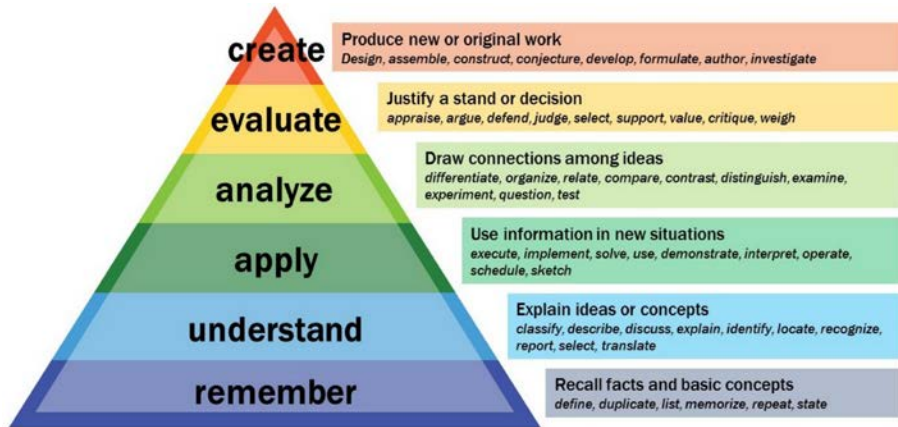 create
Produce new or original work
Design, assemble, construct, conjecture, develop, formulate, author, investigate
evaluate
Justify a stand or decision
appraise, argue, defend, judge, select, support, value, critique, weigh
analyze
Draw connections among ideas
differentiate, organize, relate, compare, contrast, distinguish, examine,
experiment, question, test
apply
Use information in new situations
execute, implement, solve, use, demonstrate, interpret, operate,
schedule, sketch
understand
Explain ideas or concepts
classify, describe, discuss, explain, identify, locate, recognize,
report, select, translate
remember
Recall facts and basic concepts
define, duplicate, list, memorize, repeat, state